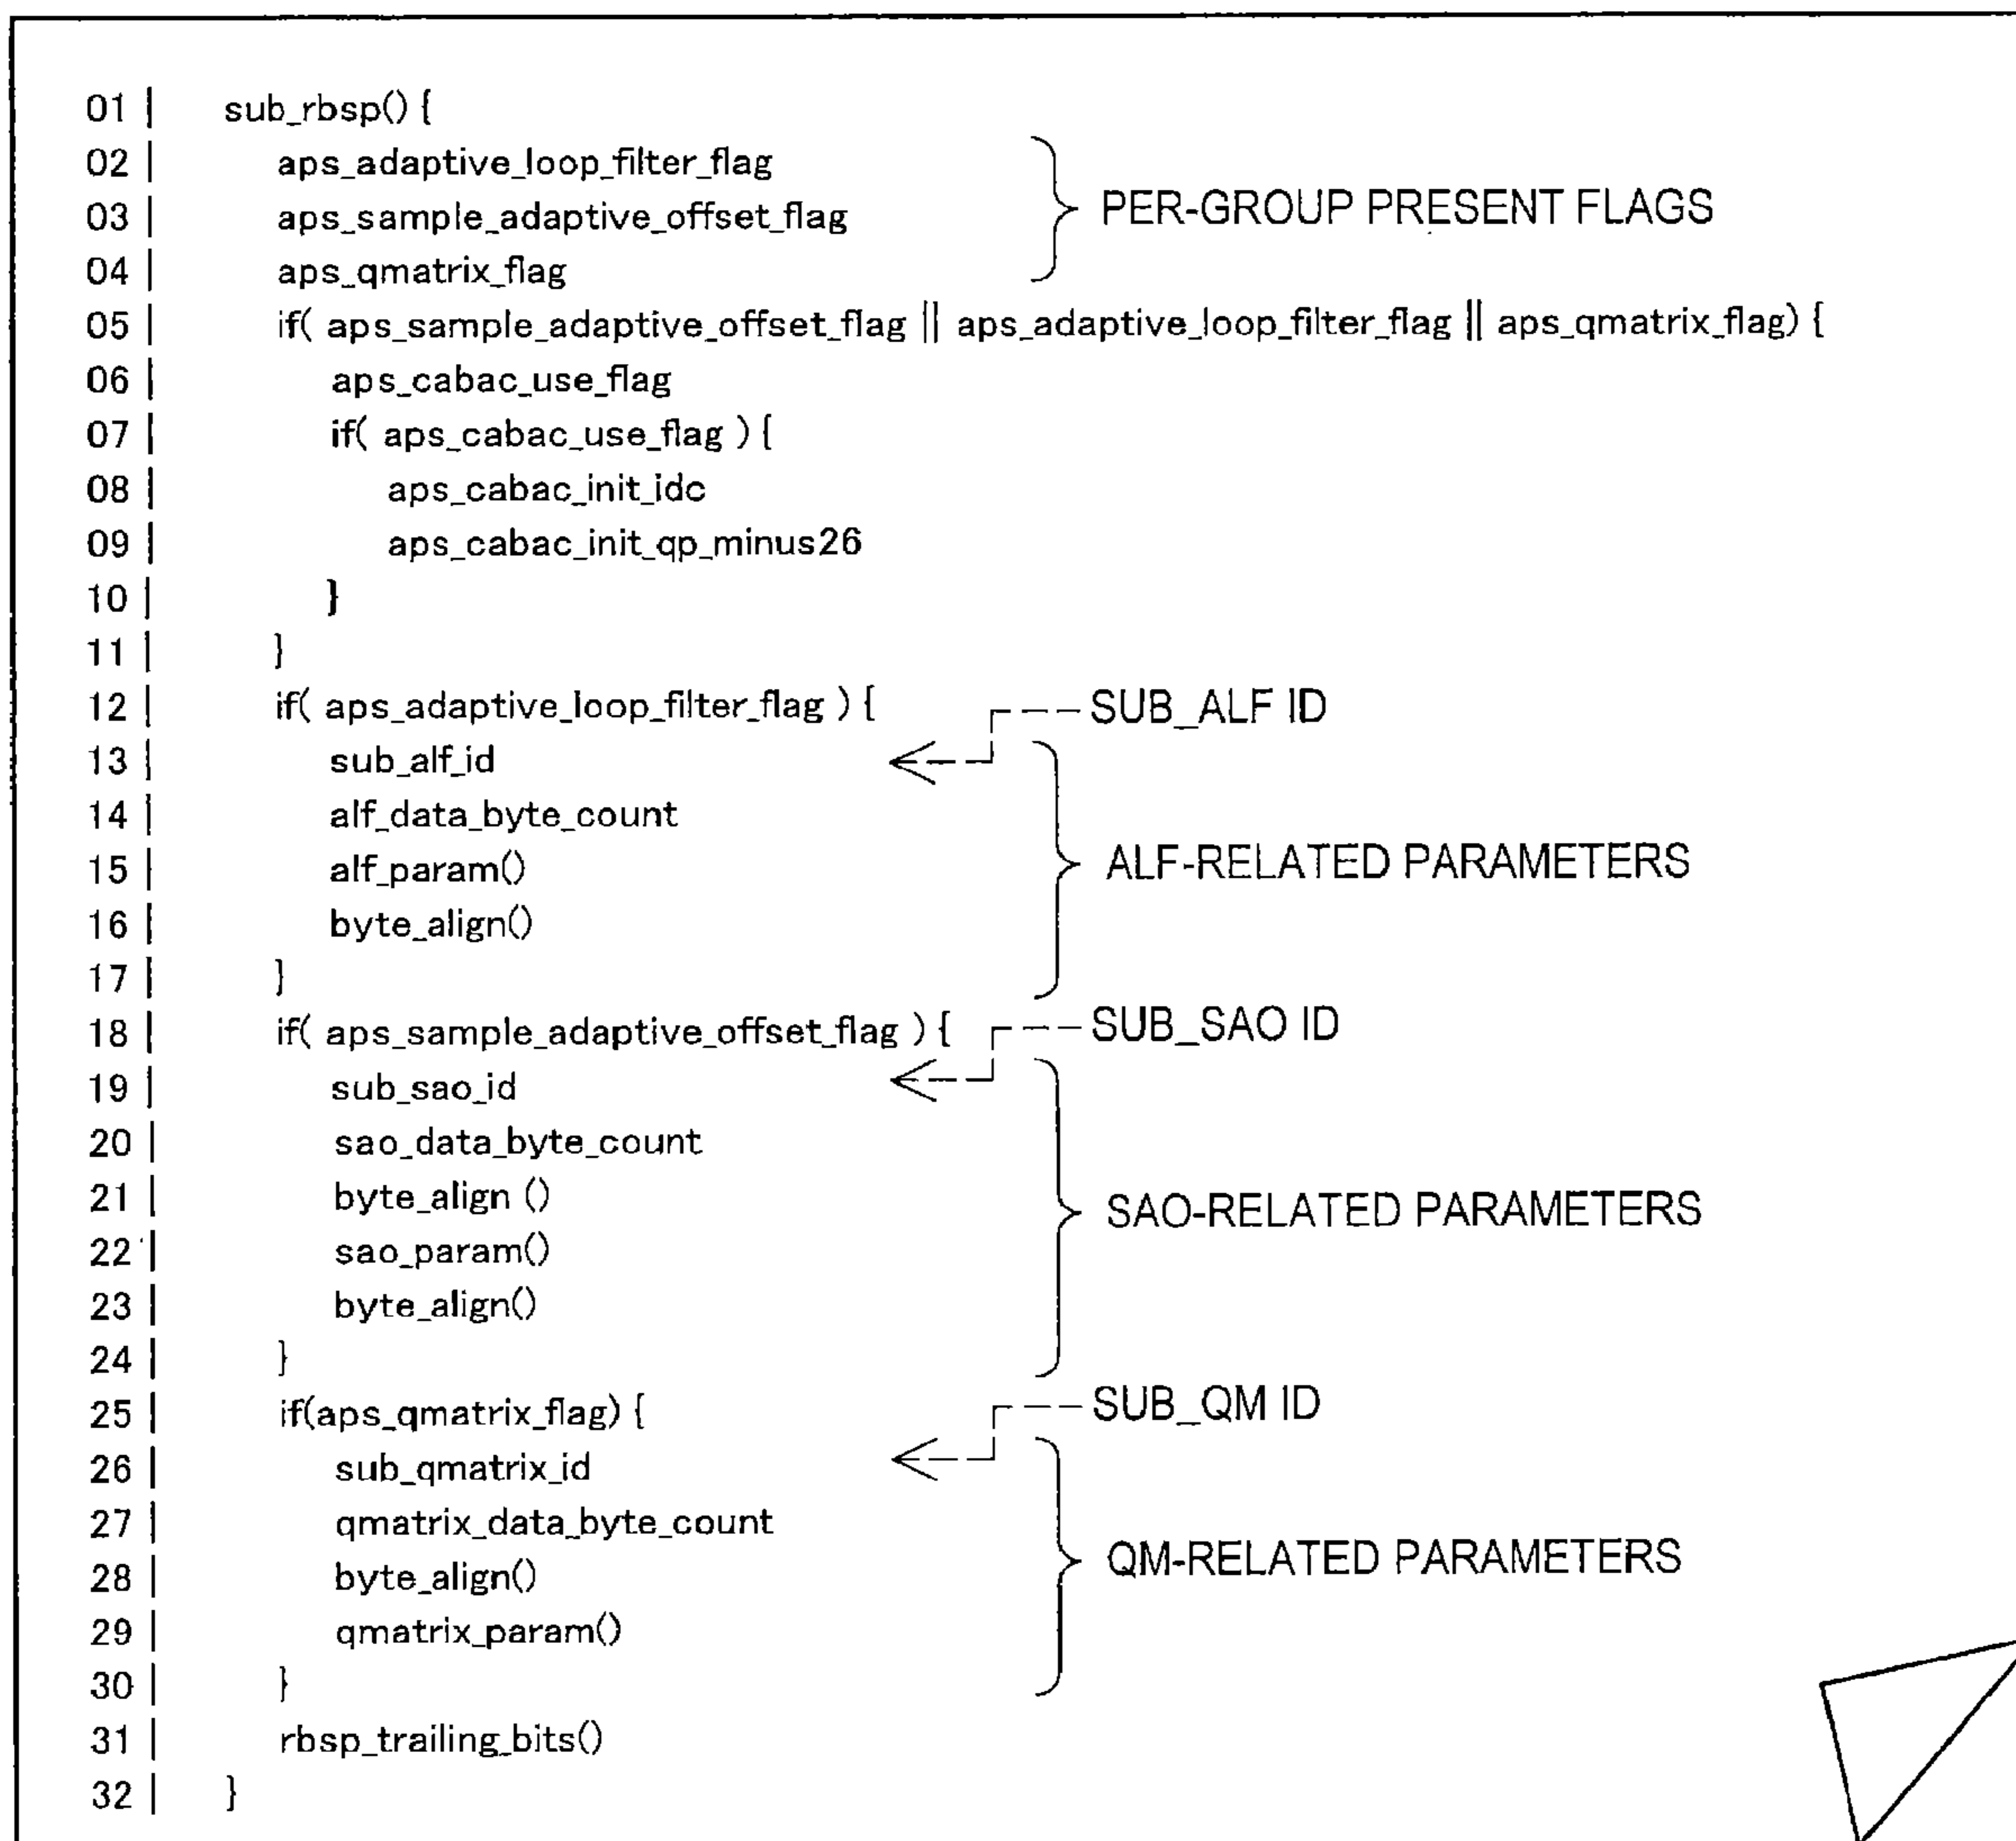 01 | sub_rbsp() {
02 | aps_adaptive_loop_filter_flag
03 | aps_sample_adaptive_offset_flag PER-GROUP PRESENT FLAGS
04 | aps_qmatrix_flag
05 | if( aps_sample_adaptive_offset_flag || aps_adaptive_loop_filter_flag || aps_qmatrix_flag) {
06 | aps_cabac_use_flag
07 | if( aps_cabac_use_flag ) {
08 | aps_cabac_init_idc
09 | aps_cabac_init_qp_minus26
10 | }
11 | }
12 | if( aps_adaptive_loop_filter_flag ) { SUB_ALF ID
13 | sub_alf_id
14 | alf_data_byte_count
15 | alf_param() ALF-RELATED PARAMETERS
16 | byte_align()
17 | }
18 | if( aps_sample_adaptive_offset_flag ) { SUB_SAO ID
19 | sub_sao_id
20 | sao_data_byte_count
21 | byte_align () SAO-RELATED PARAMETERS
22 | sao_param()
23 | byte_align()
24 | }
25 | if(aps_qmatrix_flag) { SUB_QM ID
26 | sub_qmatrix_id
27 | qmatrix_data_byte_count
28 | byte_align() QM-RELATED PARAMETERS
29 | qmatrix_param()
30 | }
31 | rbsp_trailing_bits()
32 | }